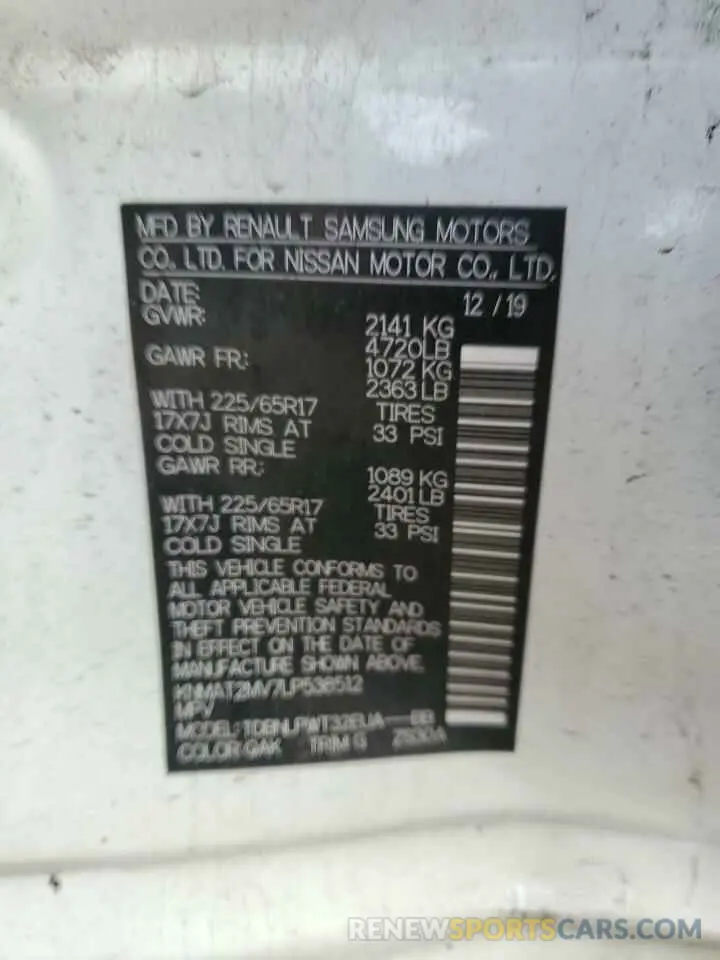 MFD BY RENAULT SAMSUNG MOTORS
CO. LTD. FOR NISSAN MOTOR CO., LTD.
DATE: 12 / 19
GVWR: 2141 KG
4720LB
GAWR FR: 1072 KG
2363 LB
WITH 225/65R17 TIRES
17X7J RIMS AT 33 PSI
COLD SINGLE
GAWR RR: 1089 KG
2401 LB
WITH 225/65R17 TIRES
17X7J RIMS AT 33 PSI
COLD SINGLE
THIS VEHICLE CONFORMS TO
ALL APPLICABLE FEDERAL
MOTOR VEHICLE SAFETY AND
THEFT PREVENTION STANDARDS
IN EFFECT ON THE DATE OF
MANUFACTURE SHOWN ABOVE.
KNMAT2MV7LP538512
MPV
MODEL:
COLOR:QAK TRIM:G
RENEWSPORTSCARS.COM